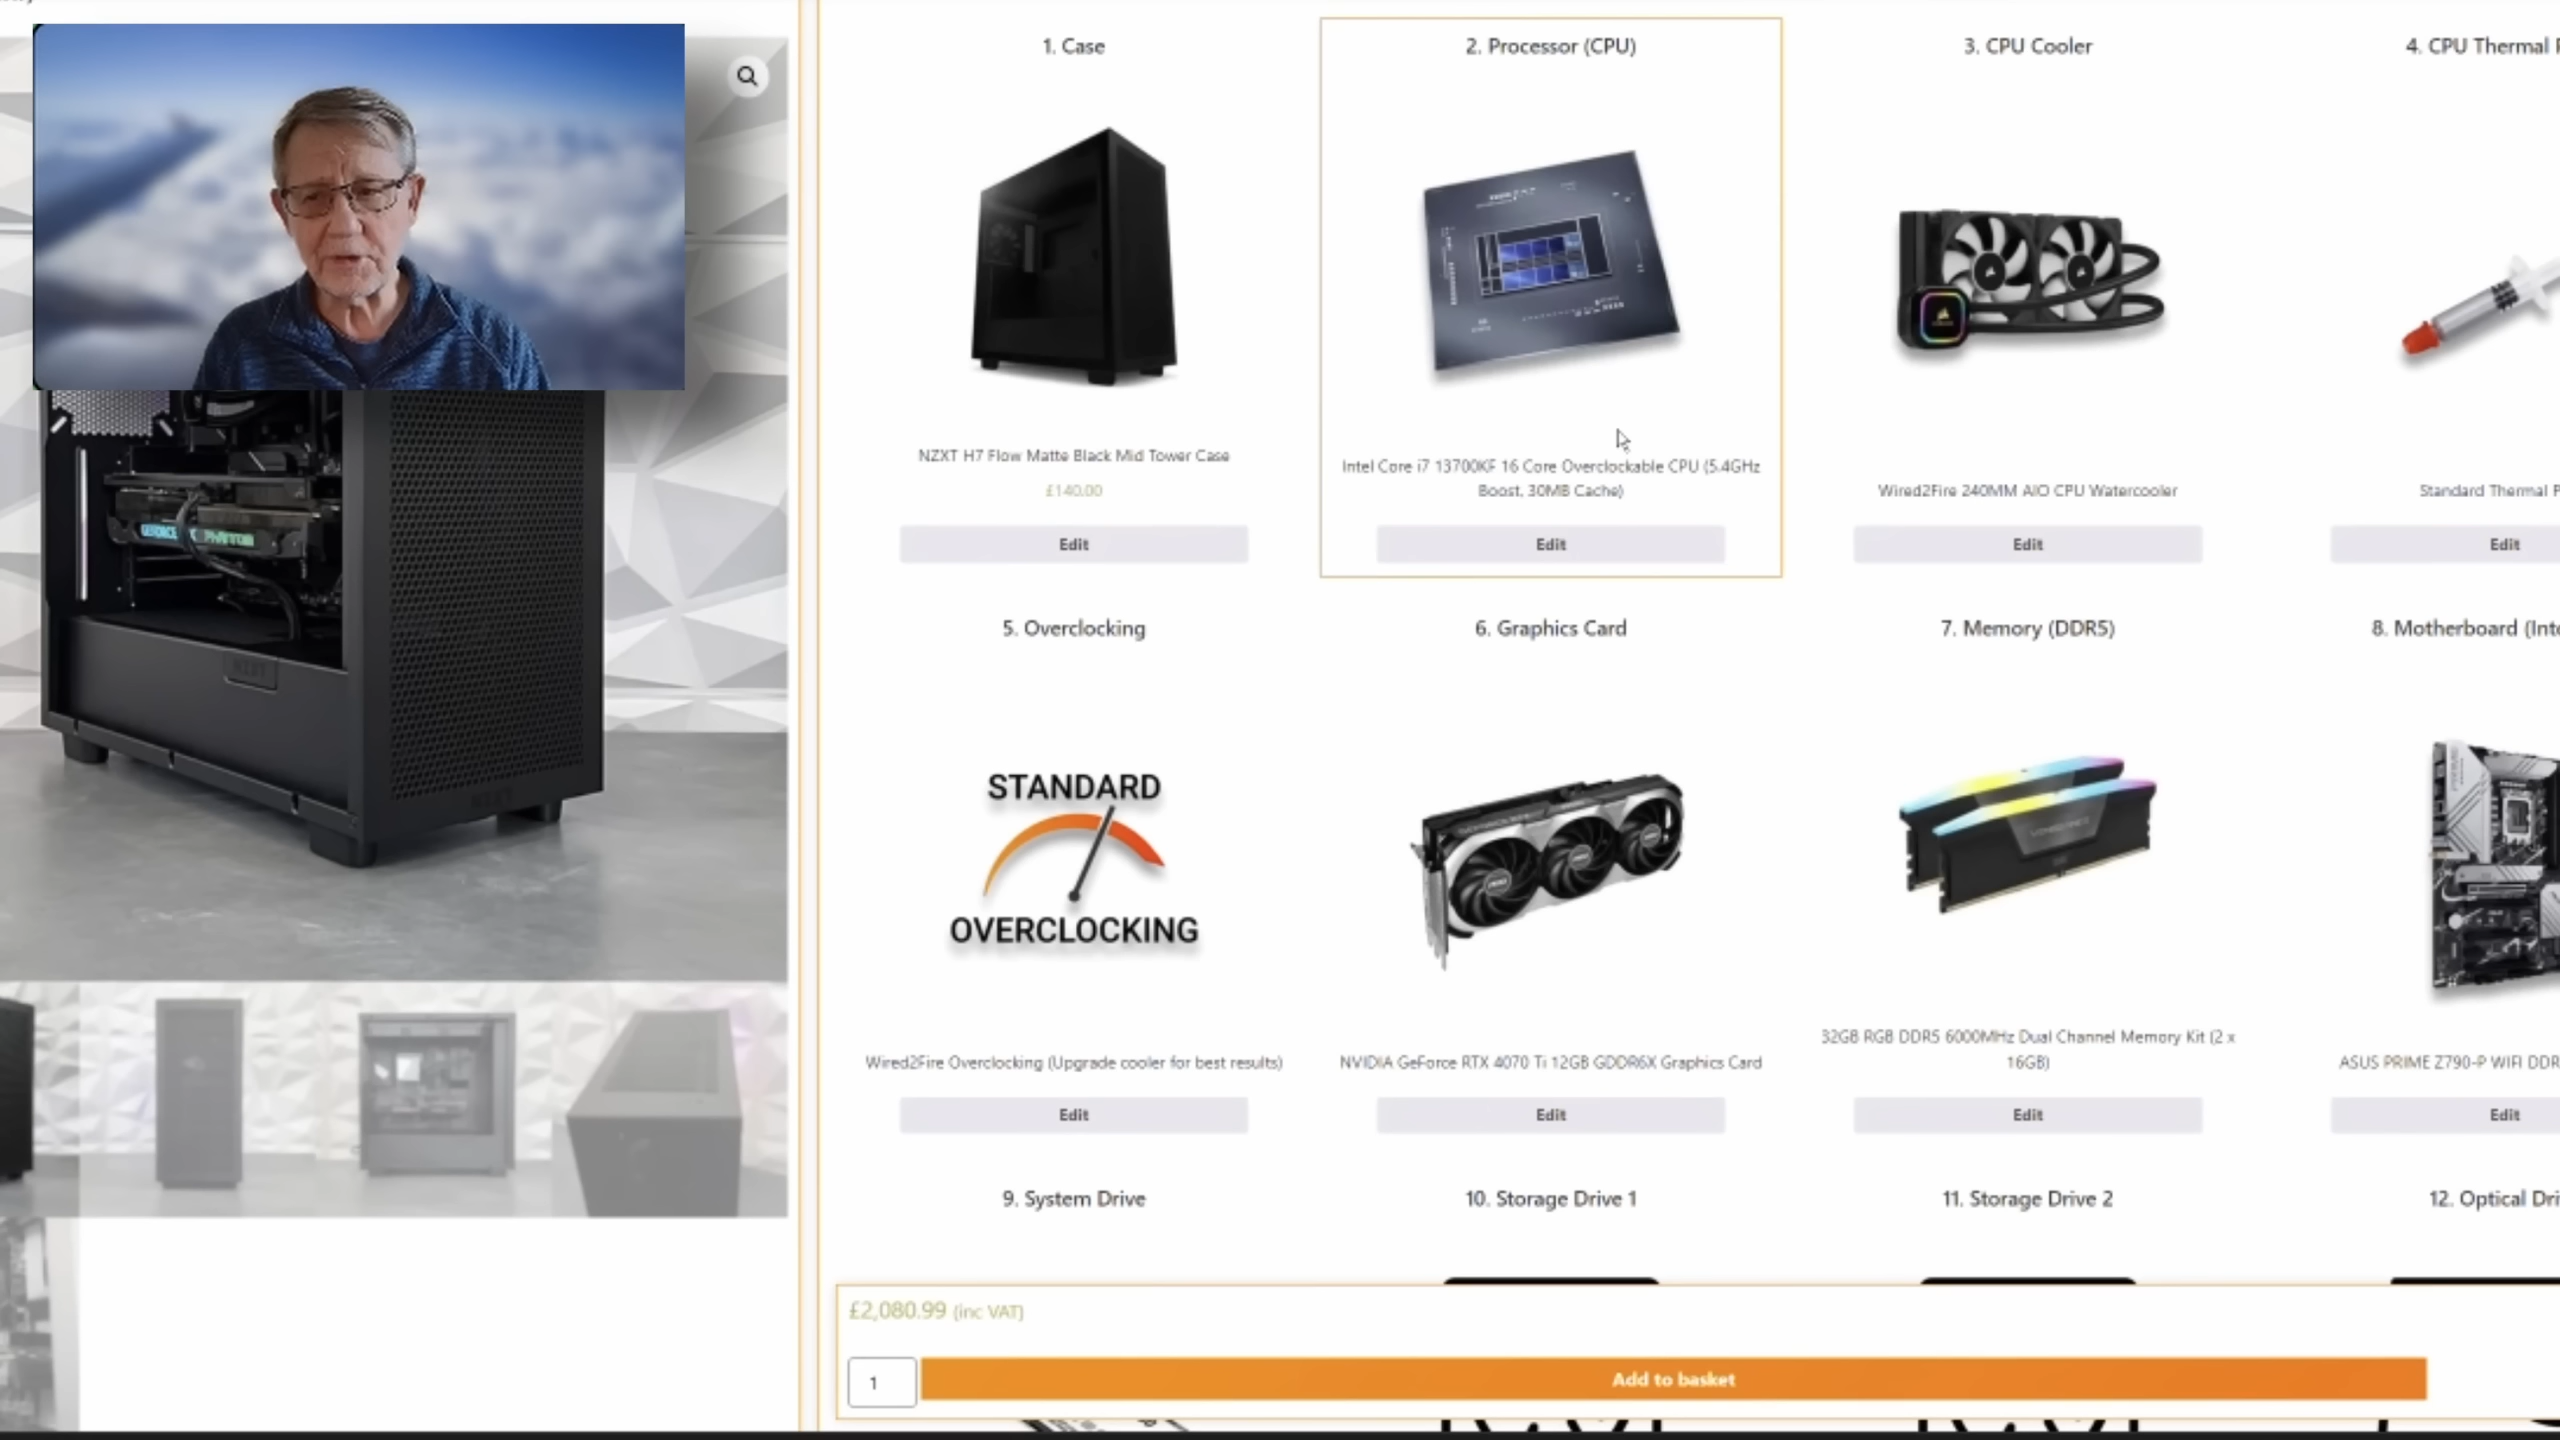 1. Case
2. Processor (CPU)
3. CPU Cooler
4. CPU Thermal
NZXT H7 Flow Matte Black Mid Tower Case
£140.00
Intel Core i7 13700KF 16 Core Overclockable CPU (5.4GHz
Boost, 30MB Cache)
Wired2Fire 240MM AIO CPU Watercooler
Standard Thermal
Edit
Edit
Edit
Edit
GEFORCE PHANTOM
NZXT
5. Overclocking
6. Graphics Card
7. Memory (DDR5)
8. Motherboard
STANDARD
OVERCLOCKING
VENGEANCE
Wired2Fire Overclocking (Upgrade cooler for best results)
NVIDIA GeForce RTX 4070 Ti 12GB GDDR6X Graphics Card
32GB RGB DDR5 6000MHz Dual Channel Memory Kit (2 x
16GB)
ASUS PRIME Z790-P WIFI
Edit
Edit
Edit
Edit
9. System Drive
10. Storage Drive 1
11. Storage Drive 2
12. Optical
£2,080.99 (inc VAT)
1
Add to basket